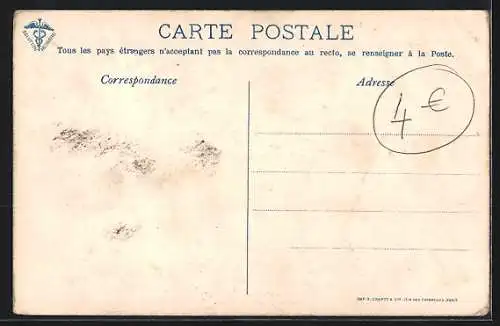 CARTE POSTALE
Tous les pays étrangers n'acceptant pas la correspondance au recto, se renseigner à la Poste.
Correspondance
Adresse
4 €